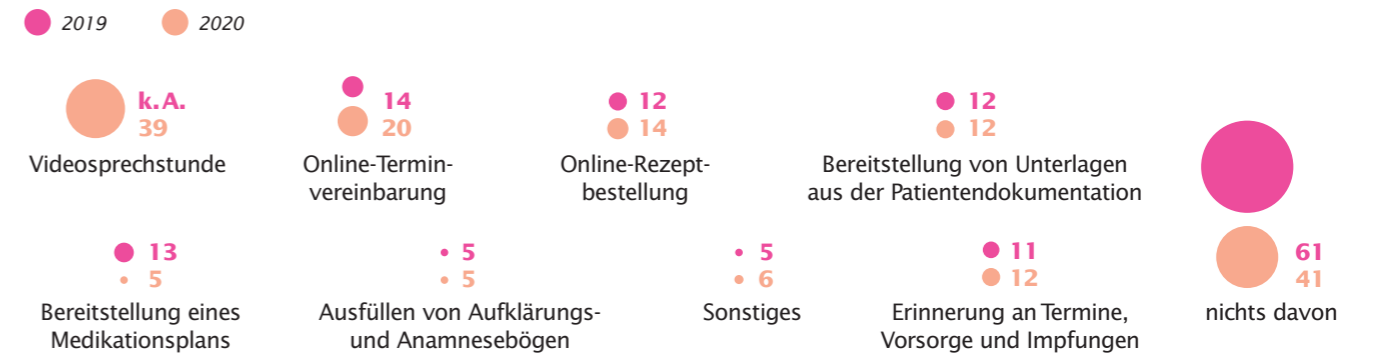 2019
2020
k.A.
39
Videosprechstunde
14
20
Online-Termin-
vereinbarung
12
14
Online-Rezept-
bestellung
12
12
Bereitstellung von Unterlagen
aus der Patientendokumentation
13
5
Bereitstellung eines
Medikationsplans
5
5
Ausfüllen von Aufklärungs-
und Anamnesebögen
5
6
Sonstiges
11
12
Erinnerung an Termine,
Vorsorge und Impfungen
61
41
nichts davon